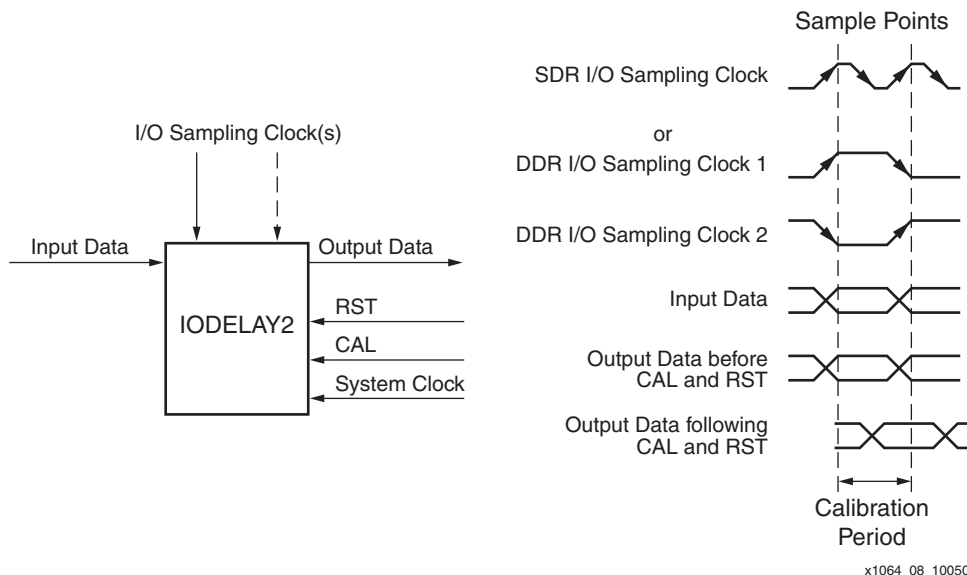 I/O Sampling Clock(s)
Input Data
Output Data
IODELAY2
RST
CAL
System Clock
Sample Points
SDR I/O Sampling Clock
or
DDR I/O Sampling Clock 1
DDR I/O Sampling Clock 2
Input Data
Output Data before
CAL and RST
Output Data following
CAL and RST
Calibration
Period
x1064_08_10050